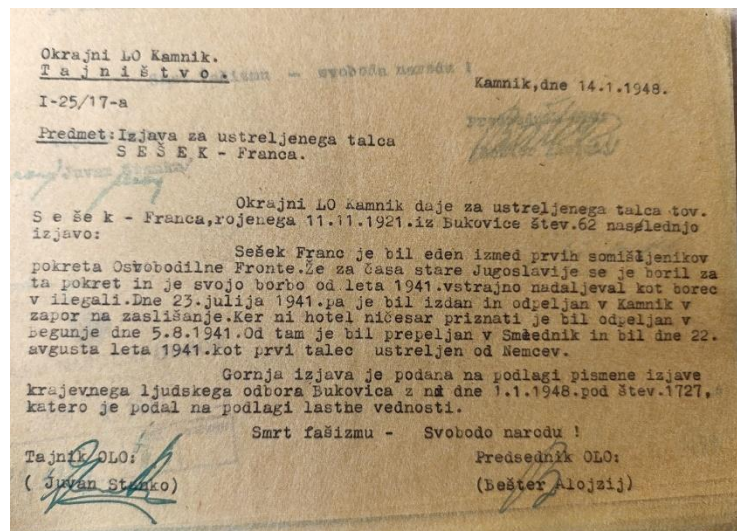 Okrajni LO Kamnik.
Tajništvo.
svoboda narodu !
Kamnik,dne 14.1.1948.
I-25/17-a
Predmet:Izjava za ustreljenega talca
S E Š E K - Franca.
Okrajni LO Kamnik daje za ustreljenega talca tov.
S e š e k - Franca,rojenega 11.11.1921.iz Bukovice štev.62 naslednjo
izjavo:
Sešek Franc je bil eden izmed prvih somišljenikov
pokreta Osvobodilne Fronte.Že za časa stare Jugoslavije se je boril za
ta pokret in je svojo borbo od leta 1941.vstrajno nadaljeval kot borec
v ilegali.Dne 23.julija 1941.pa je bil izdan in odpeljan v Kamnik v
zapor na zaslišanje.Ker ni hotel ničesar priznati je bil odpeljan v
Begunje dne 5.8.1941.Od tam je bil prepeljan v Smlednik in bil dne 22.
avgusta leta 1941.kot prvi talec ustreljen od Nemcev.
Gornja izjava je podana na podlagi pismene izjave
krajevnega ljudskega odbora Bukovica z dne 1.1.1948.pod štev.1727,
katero je podal na podlagi lastne vednosti.
Smrt fašizmu - Svobodo narodu !
Tajnik OLO:
Predsednik OLO:
( Juvan Stanko)
(Bešter Alojzij)